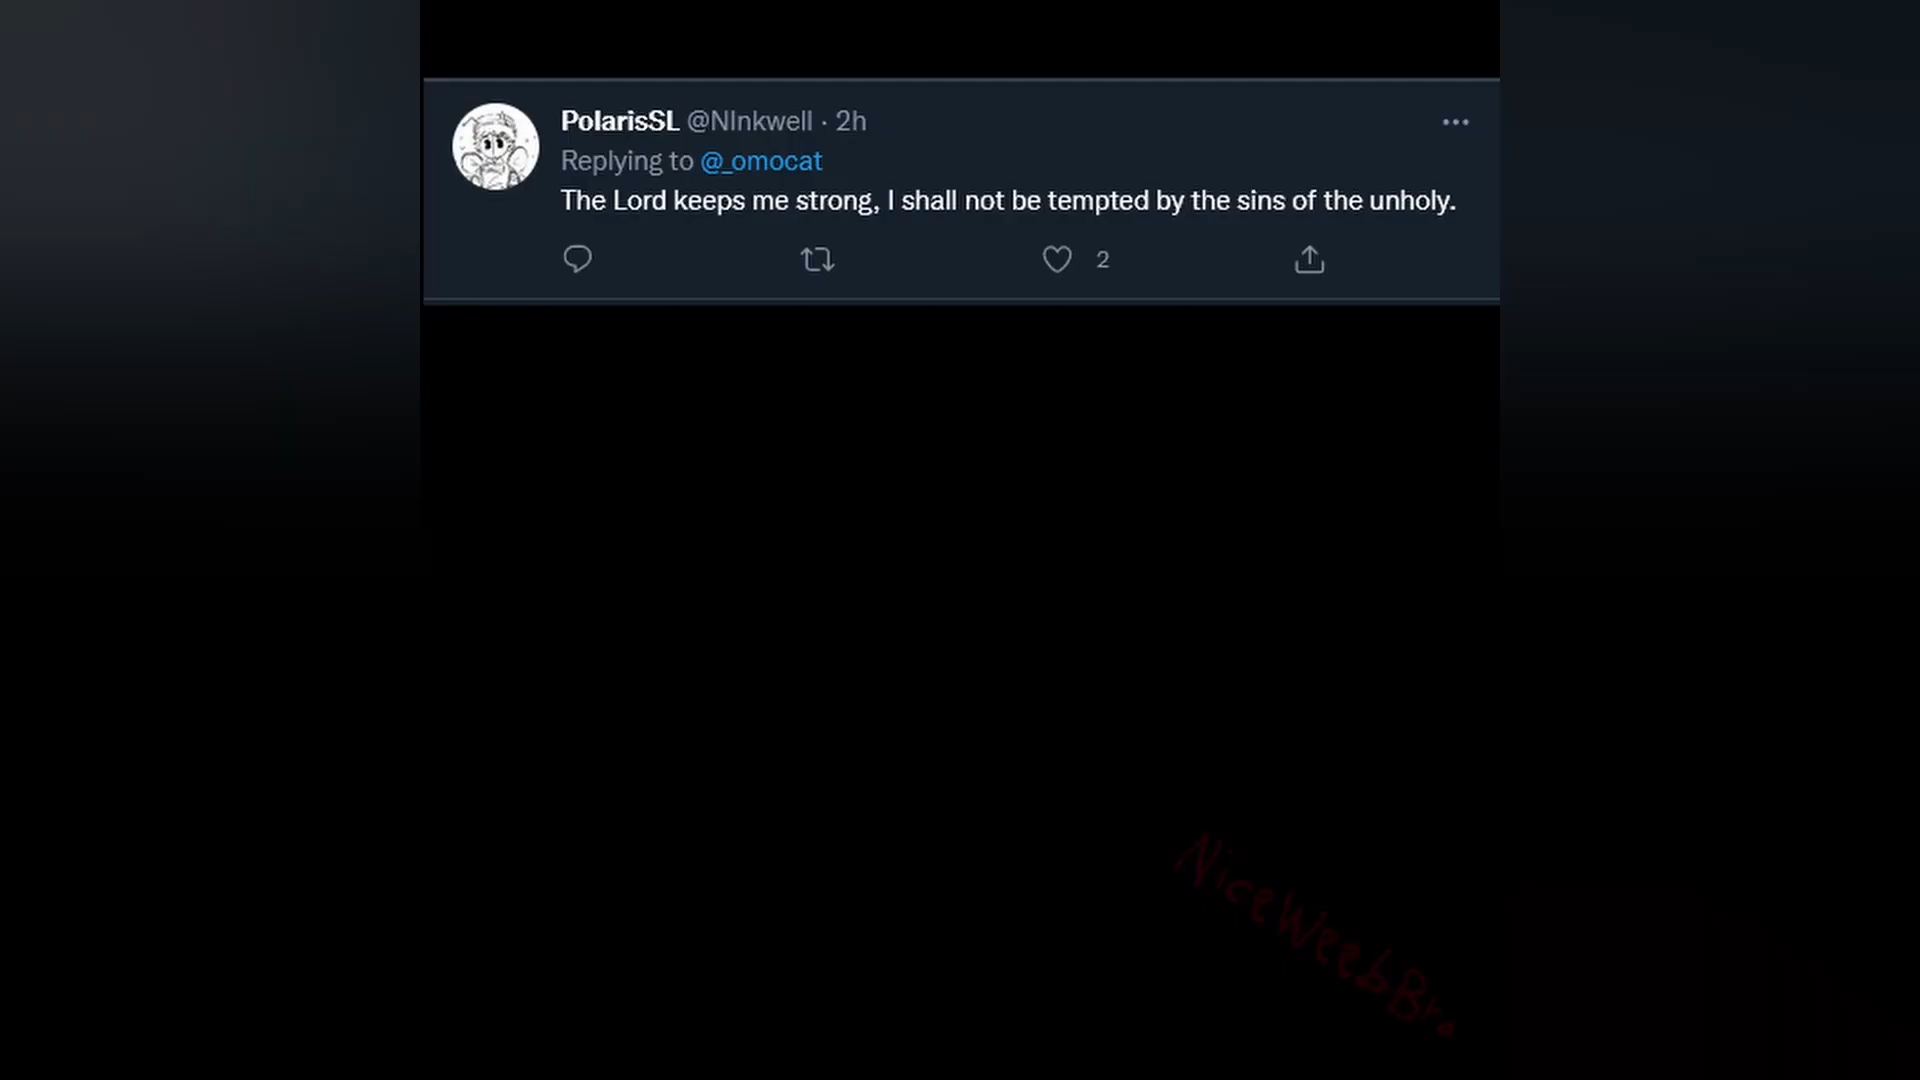 PolarisSL @NInkwell · 2h
Replying to @_omocat
The Lord keeps me strong, I shall not be tempted by the sins of the unholy.
2
NiceWeebBro